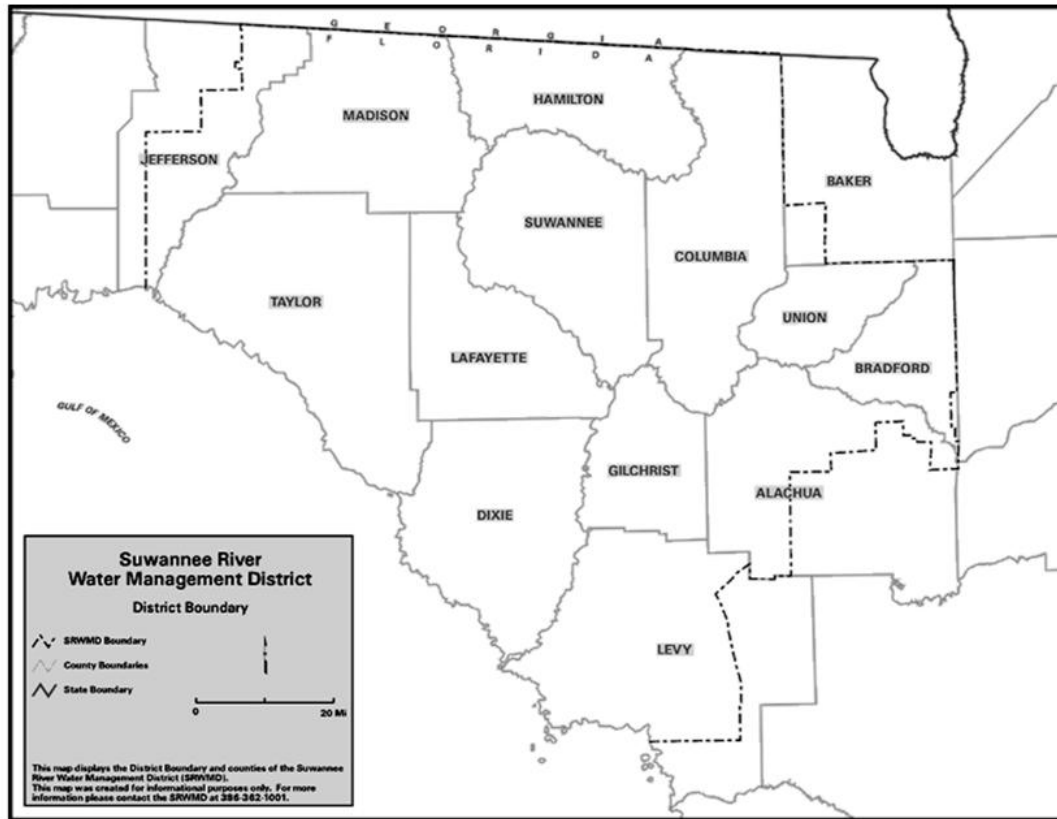 GEORGIA
FLORIDA
HAMILTON
MADISON
JEFFERSON
BAKER
SUWANNEE
COLUMBIA
TAYLOR
UNION
LAFAYETTE
BRADFORD
GULF OF MEXICO
GILCHRIST
ALACHUA
DIXIE
LEVY
Suwannee River
Water Management District
District Boundary
SRWMD Boundary
County Boundaries
State Boundary
0 20 Mi
This map displays the District Boundary and counties of the Suwannee
River Water Management District (SRWMD).
This map was created for informational purposes only. For more
information please contact the SRWMD at 386-362-1001.